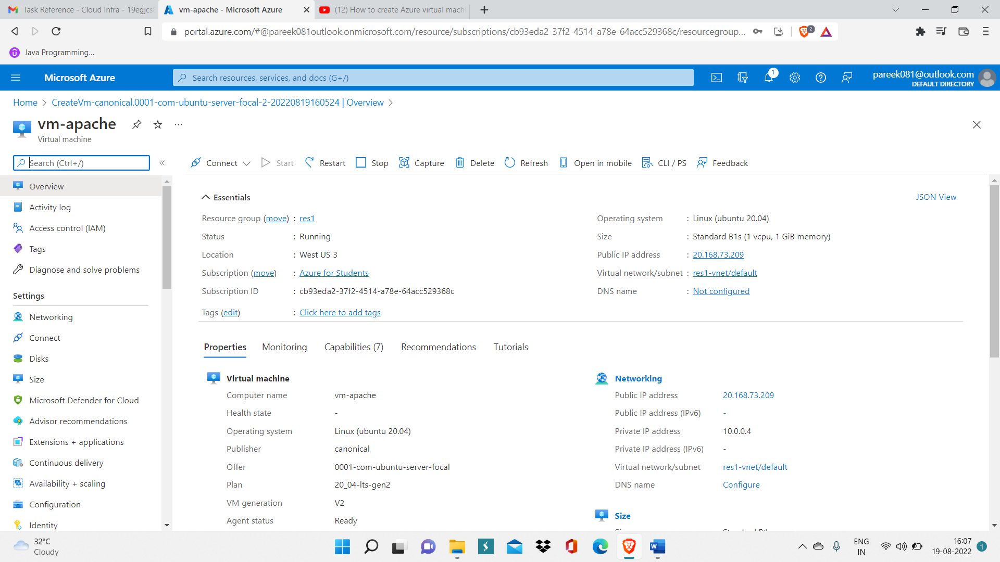 Task Reference - Cloud Infra - 19egjcs
vm-apache - Microsoft Azure
(12) How to create Azure virtual mach
portal.azure.com/#@pareek081outlook.onmicrosoft.com/resource/subscriptions/cb93eda2-37f2-4514-a78e-64acc529368c/resourcegroup...
2
Java Programming...
Microsoft Azure
Search resources, services, and docs (G+/)
1
pareek081@outlook.com
DEFAULT DIRECTORY
Home > CreateVm-canonical.0001-com-ubuntu-server-focal-2-20220819160524 | Overview >
vm-apache
Virtual machine
Search (Ctrl+/)
«
Connect
Start
Restart
Stop
Capture
Delete
Refresh
Open in mobile
CLI / PS
Feedback
Overview
Activity log
Access control (IAM)
Tags
Diagnose and solve problems
Settings
Networking
Connect
Disks
Size
Microsoft Defender for Cloud
Advisor recommendations
Extensions + applications
Continuous delivery
Availability + scaling
Configuration
Identity
Essentials
JSON View
Resource group (move) : res1
Status : Running
Location : West US 3
Subscription (move) : Azure for Students
Subscription ID : cb93eda2-37f2-4514-a78e-64acc529368c
Tags (edit) : Click here to add tags
Operating system : Linux (ubuntu 20.04)
Size : Standard B1s (1 vcpu, 1 GiB memory)
Public IP address : 20.168.73.209
Virtual network/subnet : res1-vnet/default
DNS name : Not configured
Properties
Monitoring
Capabilities (7)
Recommendations
Tutorials
Virtual machine
Computer name vm-apache
Health state -
Operating system Linux (ubuntu 20.04)
Publisher canonical
Offer 0001-com-ubuntu-server-focal
Plan 20_04-lts-gen2
VM generation V2
Agent status Ready
Networking
Public IP address 20.168.73.209
Public IP address (IPv6) -
Private IP address 10.0.0.4
Private IP address (IPv6) -
Virtual network/subnet res1-vnet/default
DNS name Configure
Size
32°C
Cloudy
ENG
IN
16:07
19-08-2022
1